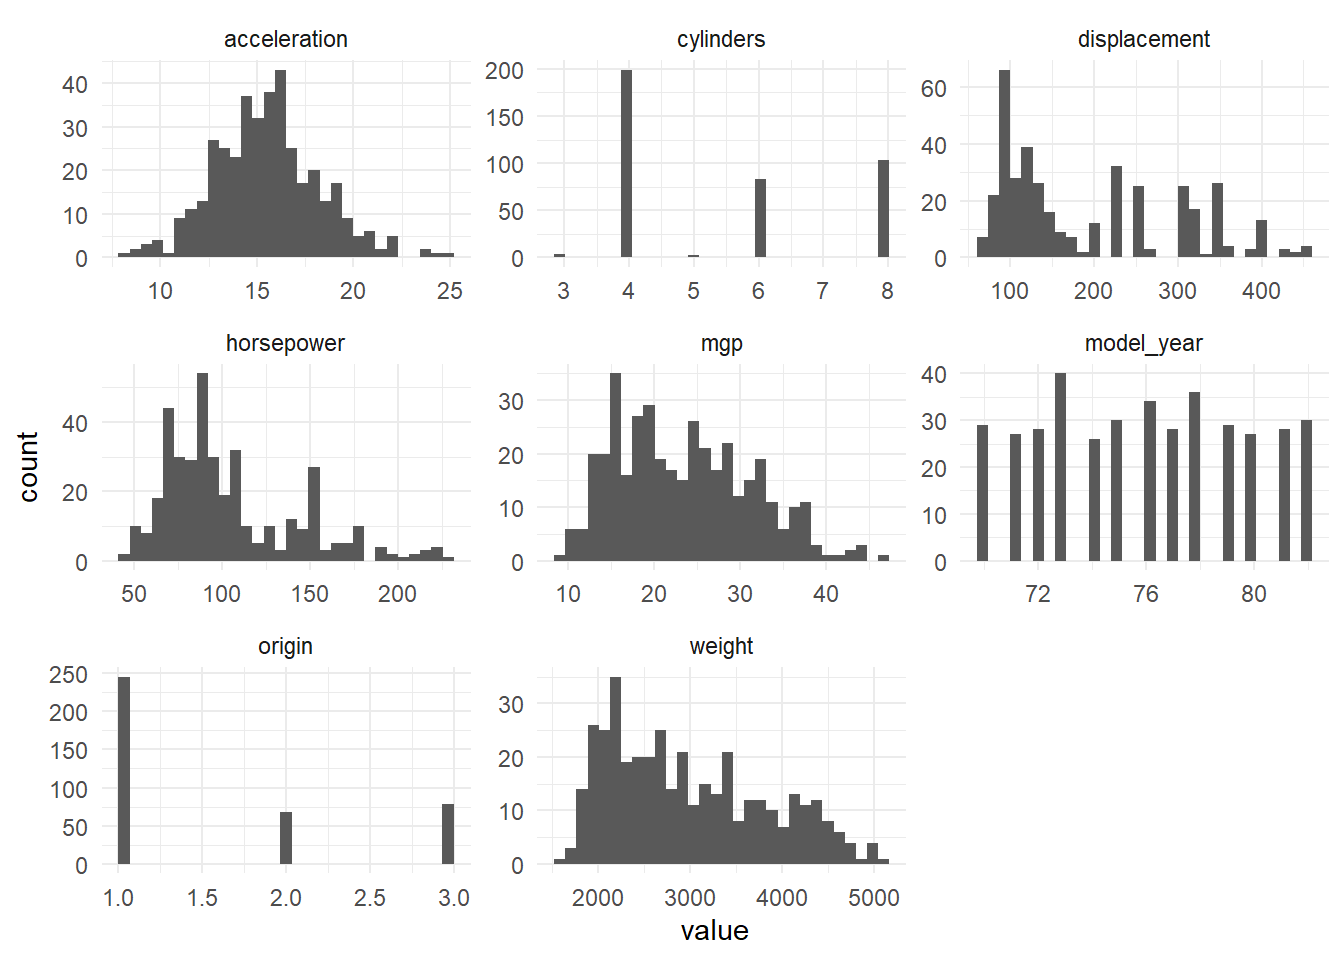 acceleration cylinders displacement
40 30 20 10 0
10 15 20 25
200 150 100 50 0
3 4 5 6 7 8
60 40 20 0
100 200 300 400
horsepower mgp model_year
40 20 0
50 100 150 200
30 20 10 0
10 20 30 40
40 30 20 10 0
72 76 80
origin weight
250 200 150 100 50 0
1.0 1.5 2.0 2.5 3.0
30 20 10 0
2000 3000 4000 5000
count
value